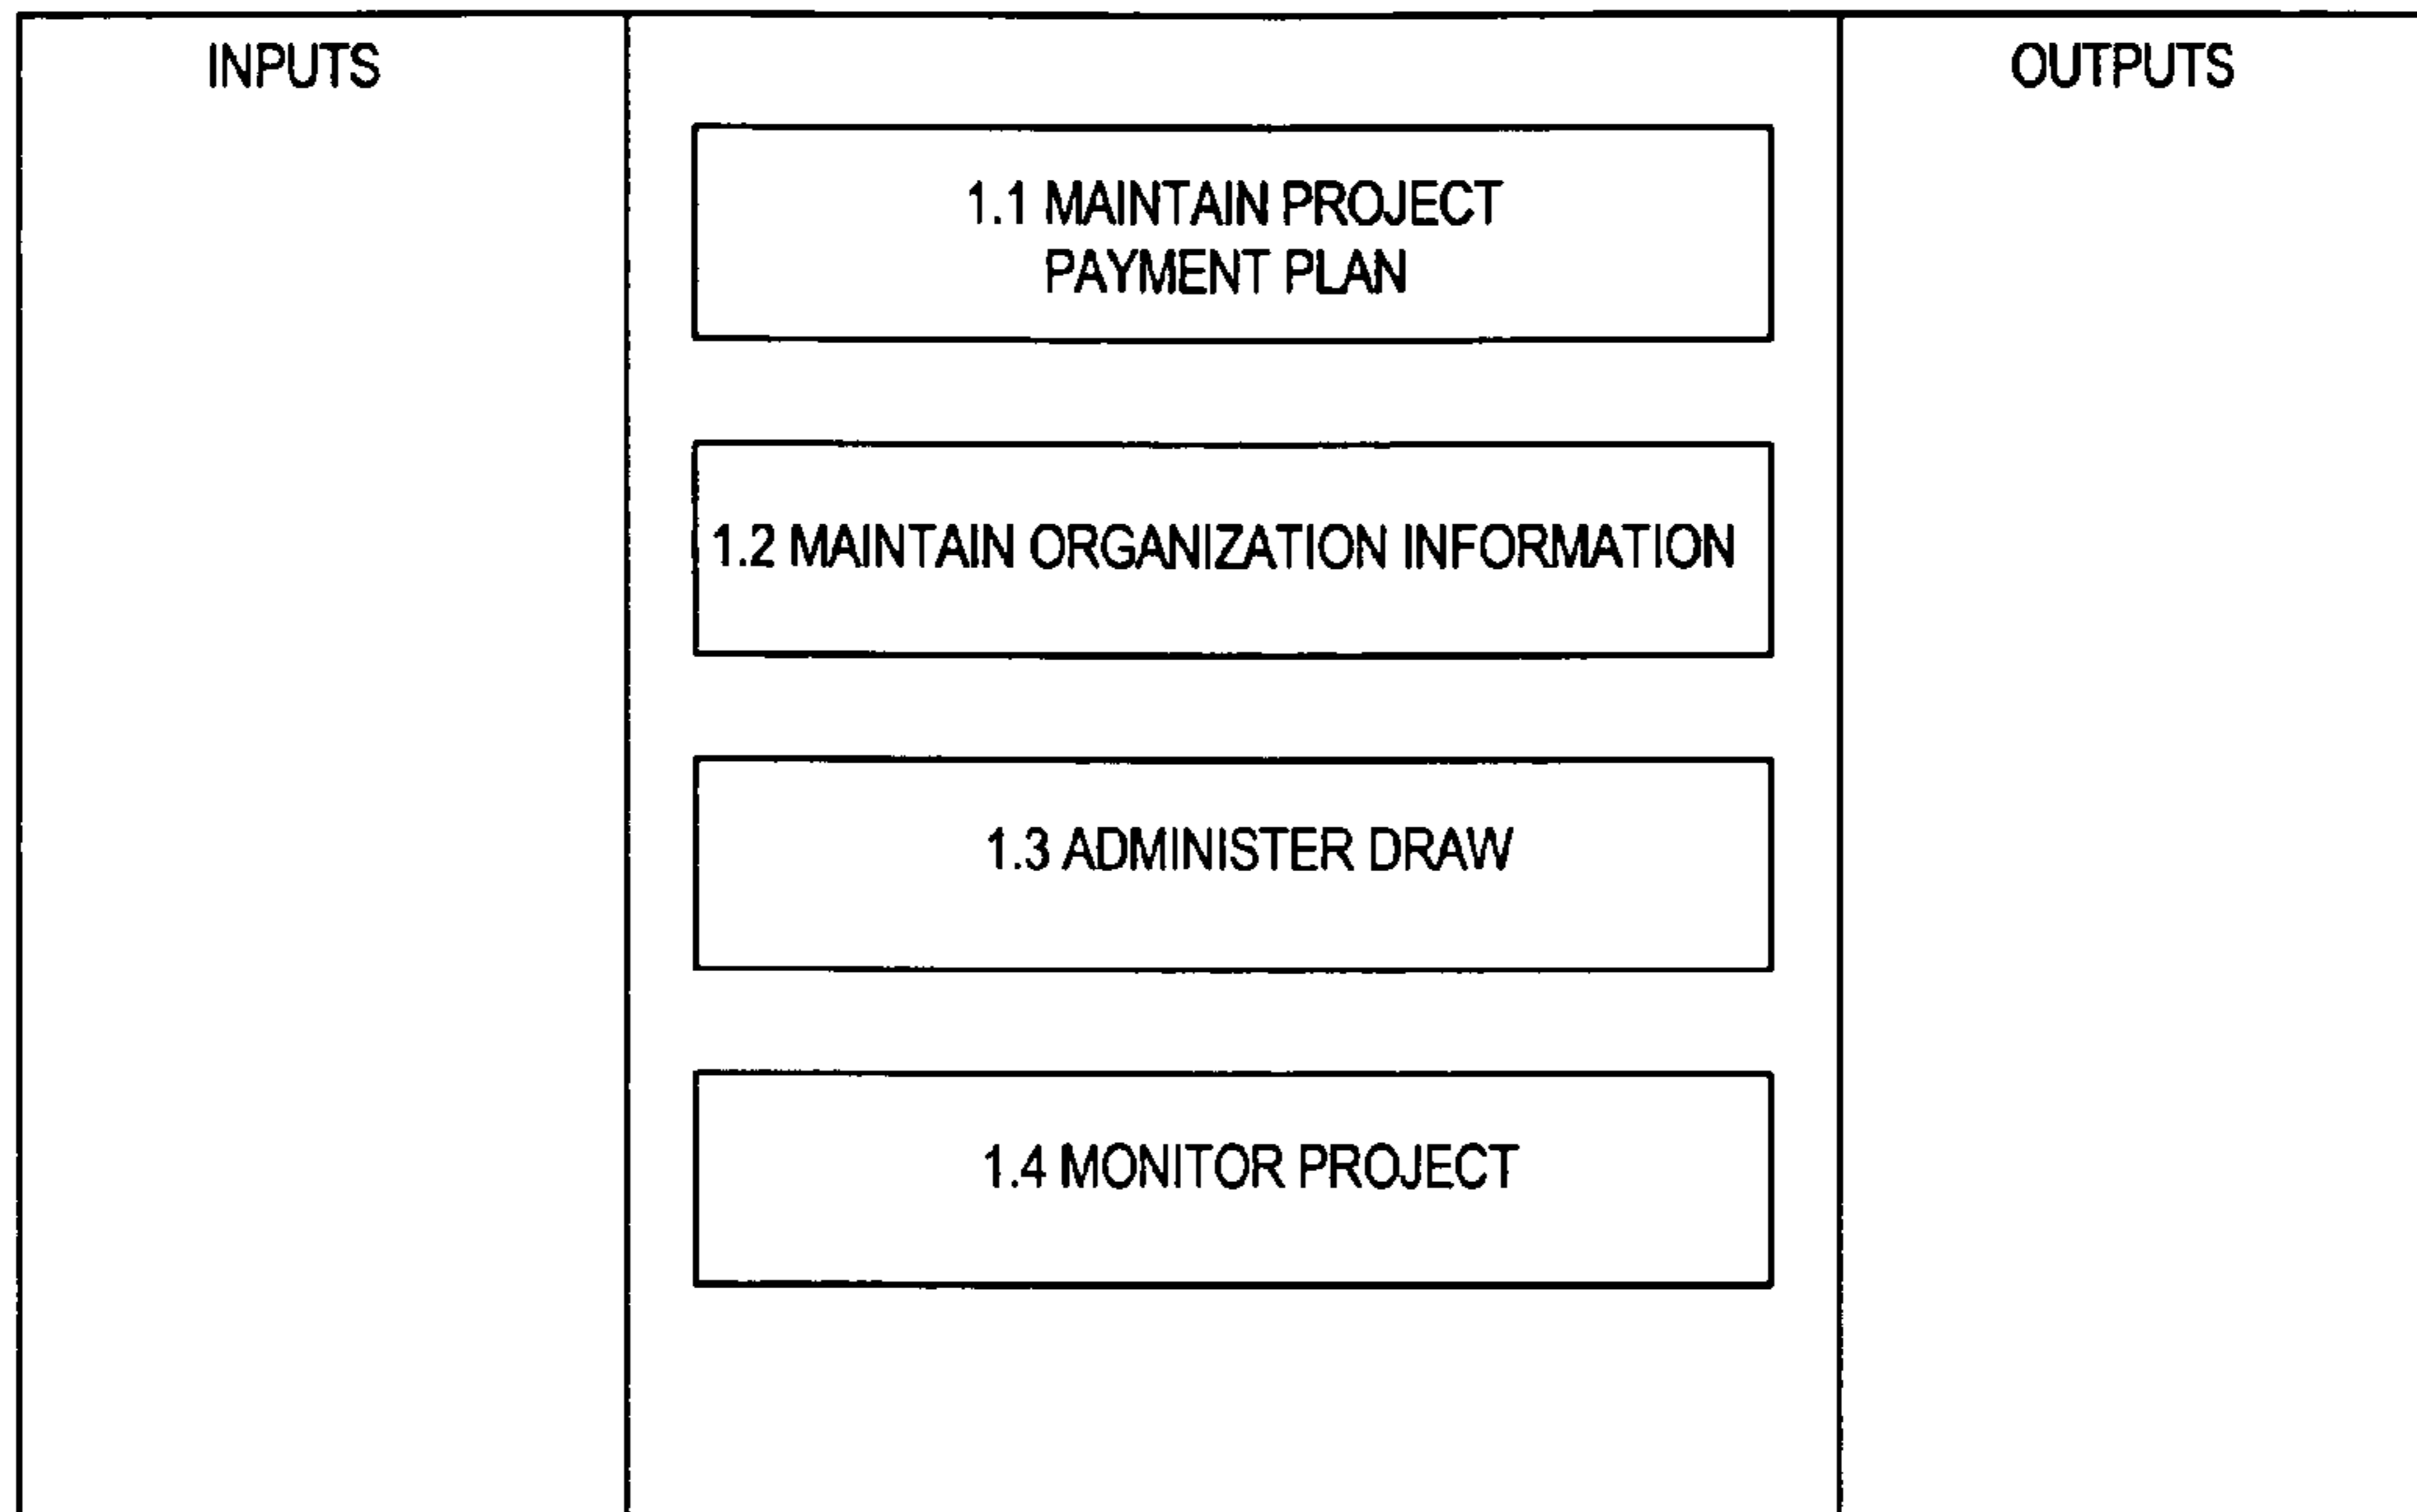 INPUTS
OUTPUTS
1.1 MAINTAIN PROJECT
PAYMENT PLAN
1.2 MAINTAIN ORGANIZATION INFORMATION
1.3 ADMINISTER DRAW
1.4 MONITOR PROJECT